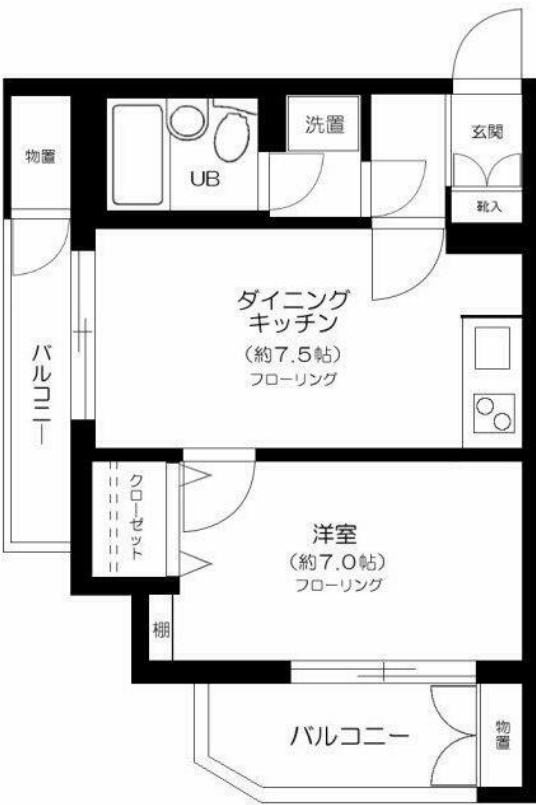 洗置
玄関
物置
UB
靴入
ダイニング
キッチン
(約7.5帖)
フローリング
バルコニー
クローゼット
洋室
(約7.0帖)
フローリング
棚
バルコニー
物置